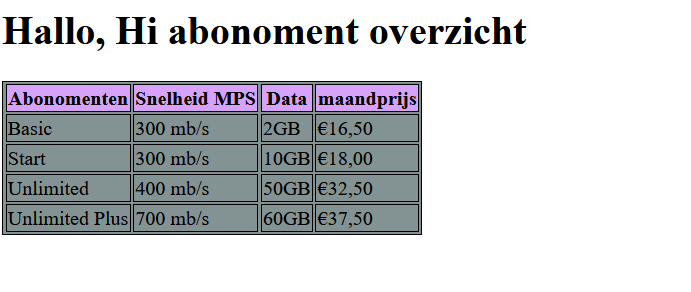 Hallo, Hi abonoment overzicht
Abonomenten Snelheid MPS Data maandprijs
Basic 300 mb/s 2GB €16,50
Start 300 mb/s 10GB €18,00
Unlimited 400 mb/s 50GB €32,50
Unlimited Plus 700 mb/s 60GB €37,50